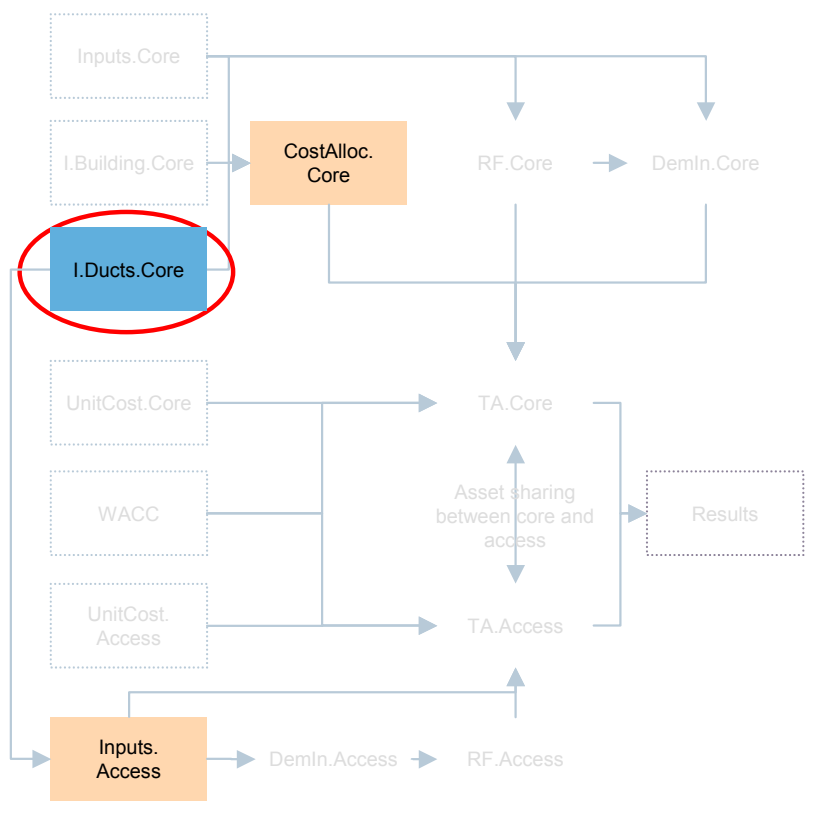 Inputs.Core
I.Building.Core
CostAlloc.
Core
RF.Core
DemIn.Core
I.Ducts.Core
UnitCost.Core
TA.Core
WACC
Asset sharing
between core and
access
Results
UnitCost.
Access
TA.Access
Inputs.
Access
DemIn.Access
RF.Access